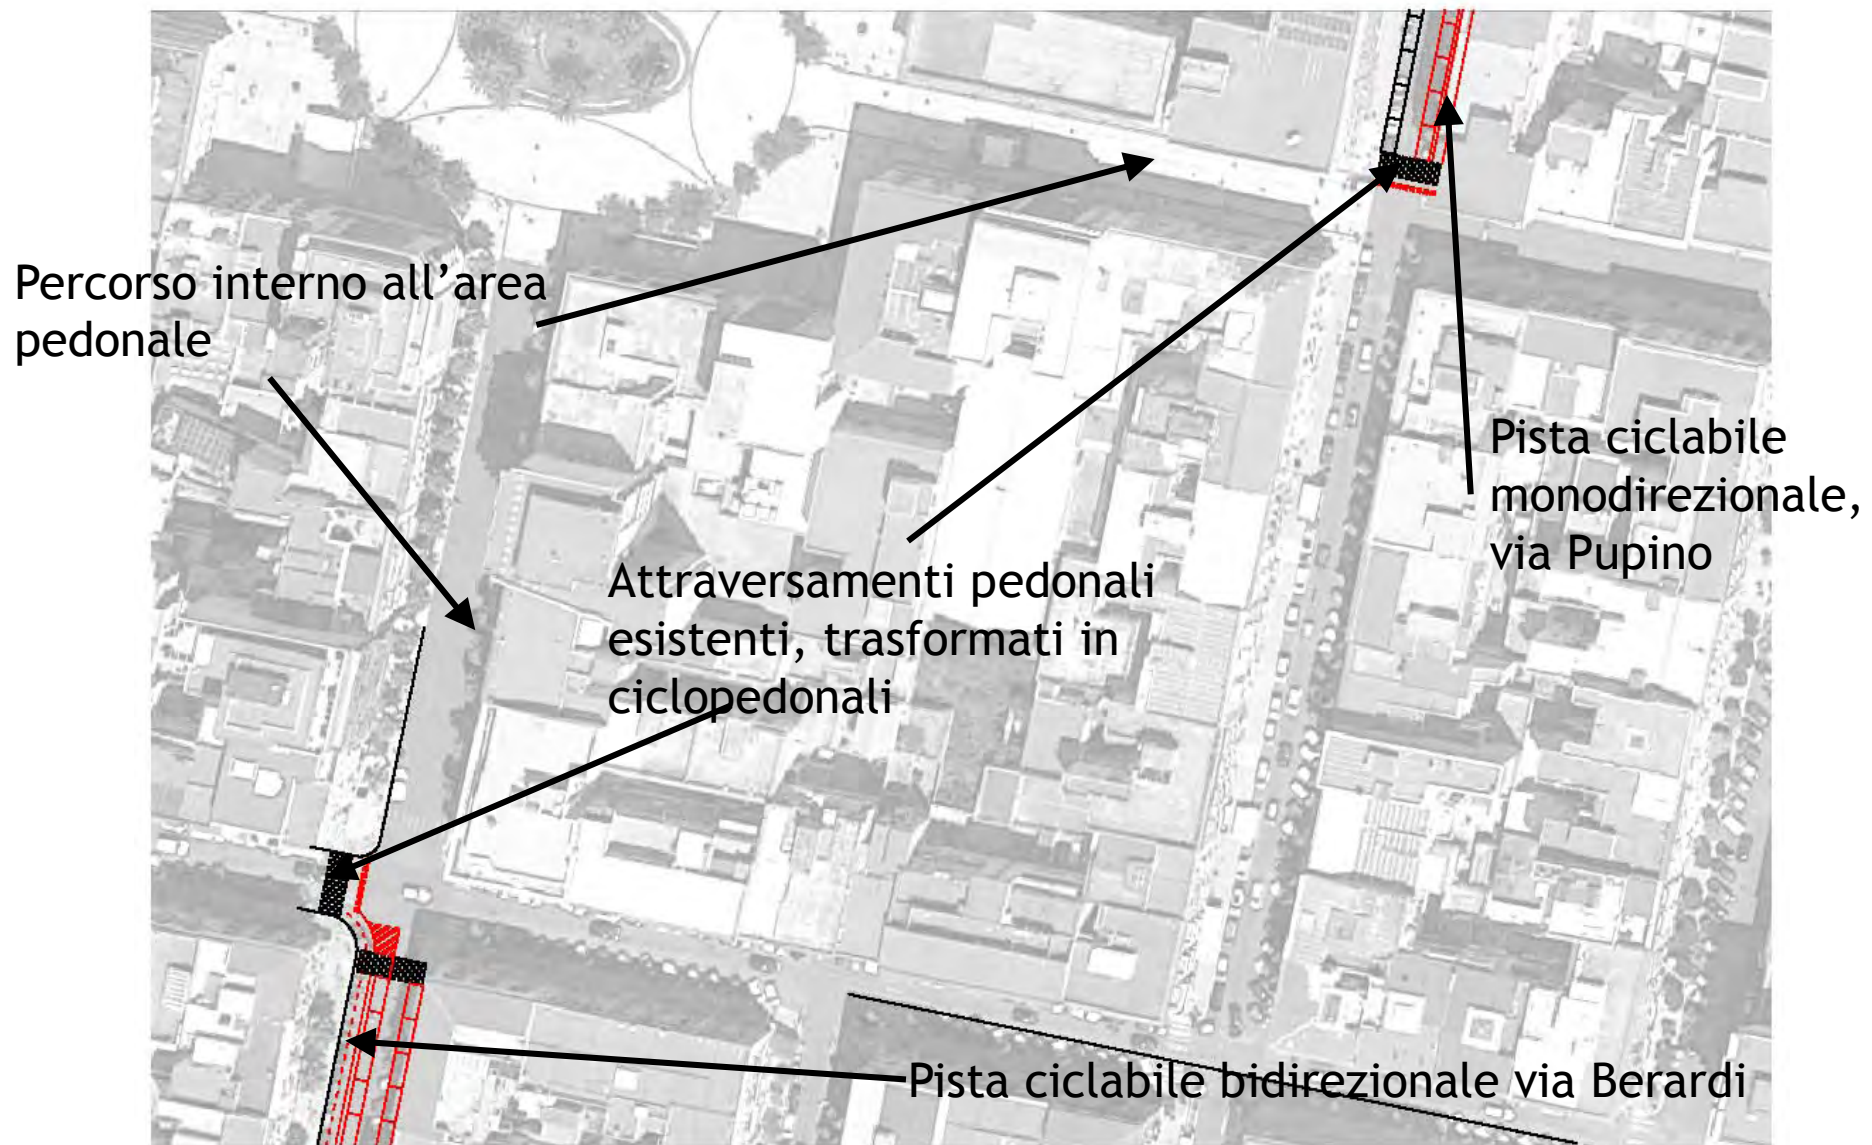 Percorso interno all’area
pedonale
Pista ciclabile
monodirezionale,
via Pupino
Attraversamenti pedonali
esistenti, trasformati in
ciclopedonali
Pista ciclabile bidirezionale via Berardi